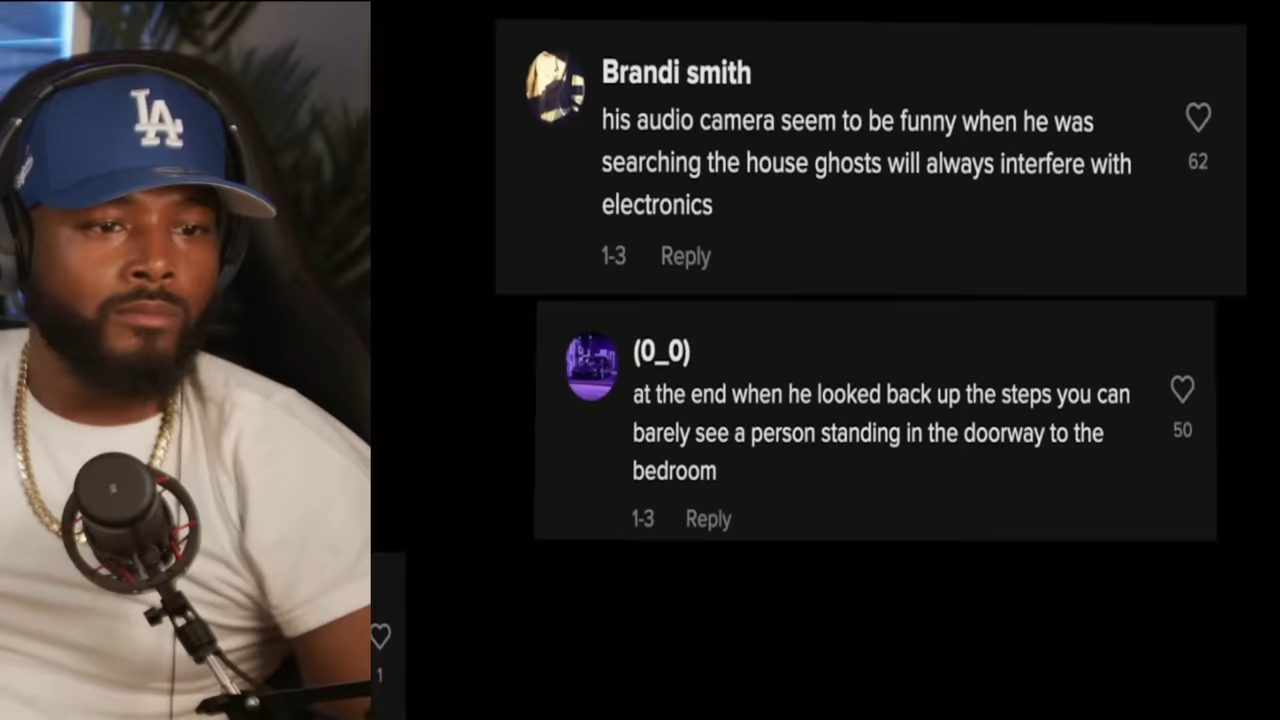 LA
Brandi smith
his audio camera seem to be funny when he was
searching the house ghosts will always interfere with
electronics
62
1-3 Reply
(0_0)
at the end when he looked back up the steps you can
barely see a person standing in the doorway to the
bedroom
50
1-3 Reply
1